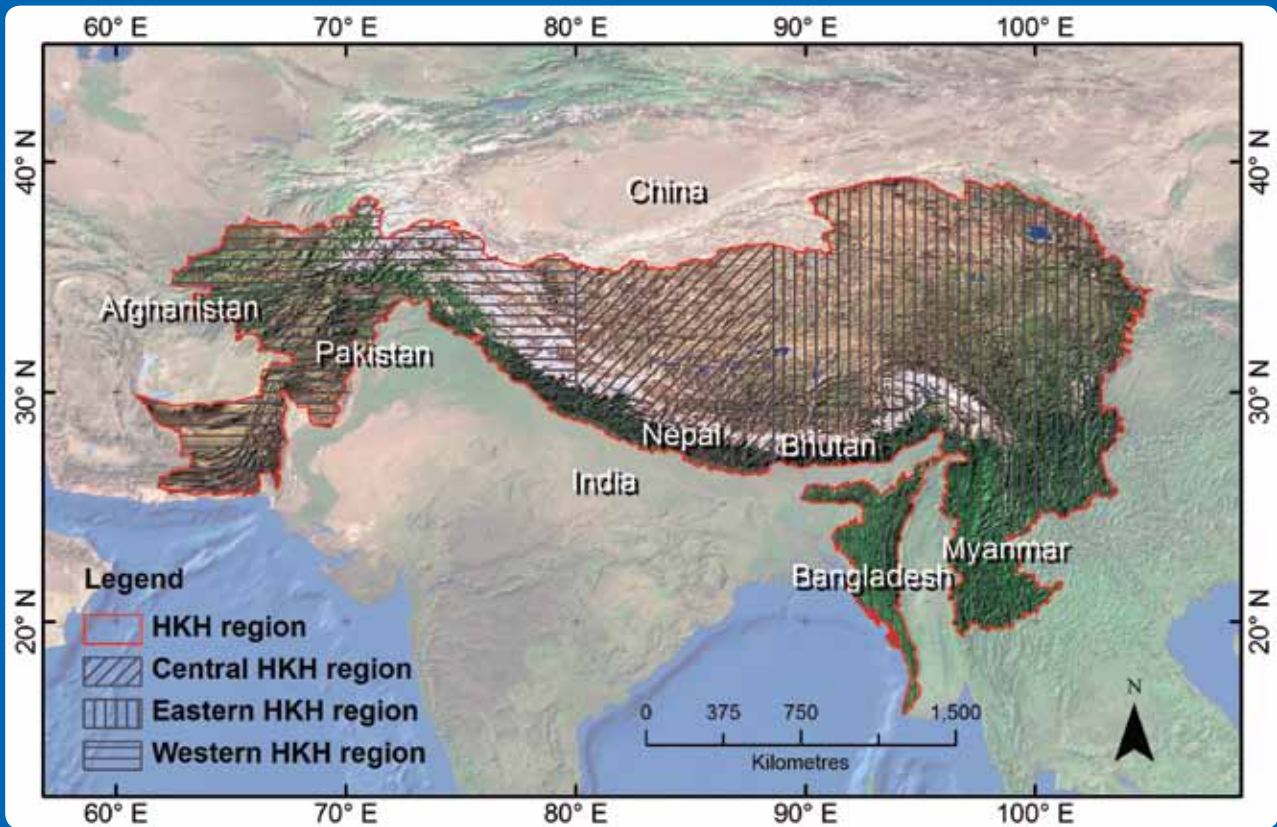 60° E 70° E 80° E 90° E 100° E
40° N
30° N
20° N
40° N
30° N
20° N
China
Afghanistan
Pakistan
Nepal
Bhutan
India
Myanmar
Bangladesh
Legend
HKH region
Central HKH region
Eastern HKH region
Western HKH region
0 375 750 1,500
Kilometres
N
60° E 70° E 80° E 90° E 100° E